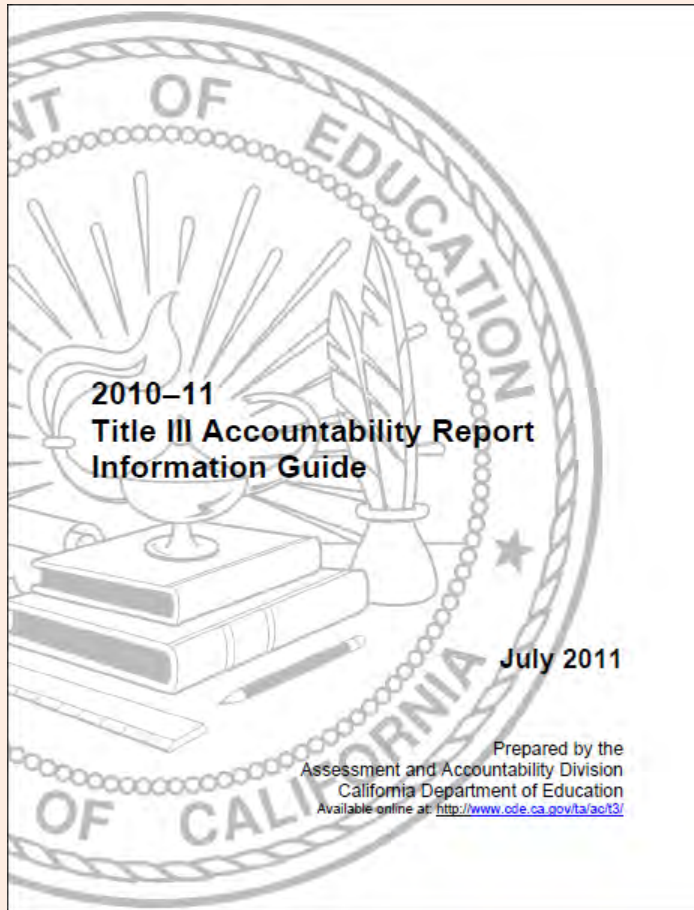 NT OF EDUCATION
2010–11
Title III Accountability Report
Information Guide
July 2011
Prepared by the
Assessment and Accountability Division
California Department of Education
Available online at: http://www.cde.ca.gov/ta/ac/t3/
OF CALIFORNIA